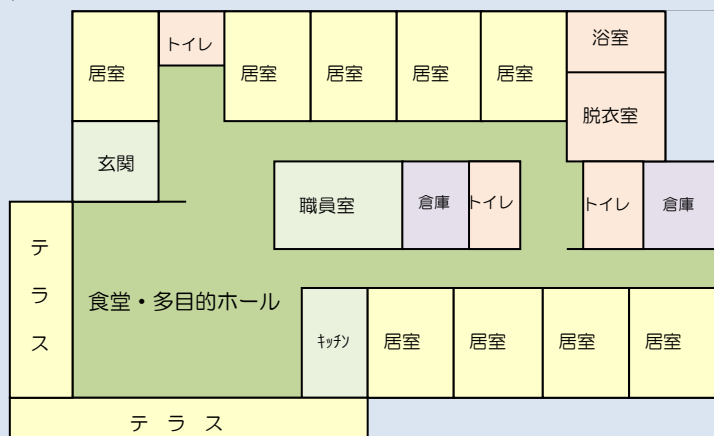 居室
トイレ
居室
居室
居室
居室
浴室
脱衣室
玄関
職員室
倉庫
トイレ
トイレ
倉庫
テラス
食堂・多目的ホール
ｷｯﾁﾝ
居室
居室
居室
居室
テラス